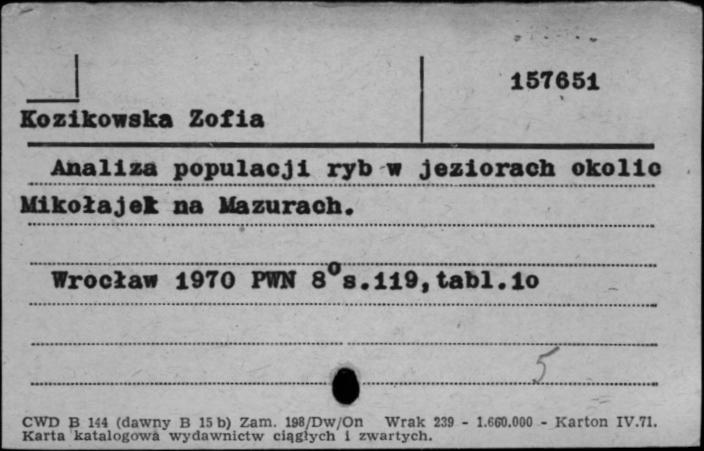 157651
Kozikowska Zofia
Analiza populacji ryb w jeziorach okolic
Mikołajek na Mazurach.
Wrocław 1970 PWN 8⁰s.119,tabl.10
5
CWD B 144 (dawny B 15 b) Zam. 198/Dw/On Wrak 239 - 1.660.000 - Karton IV.71.
Karta katalogowa wydawnictw ciągłych i zwartych.